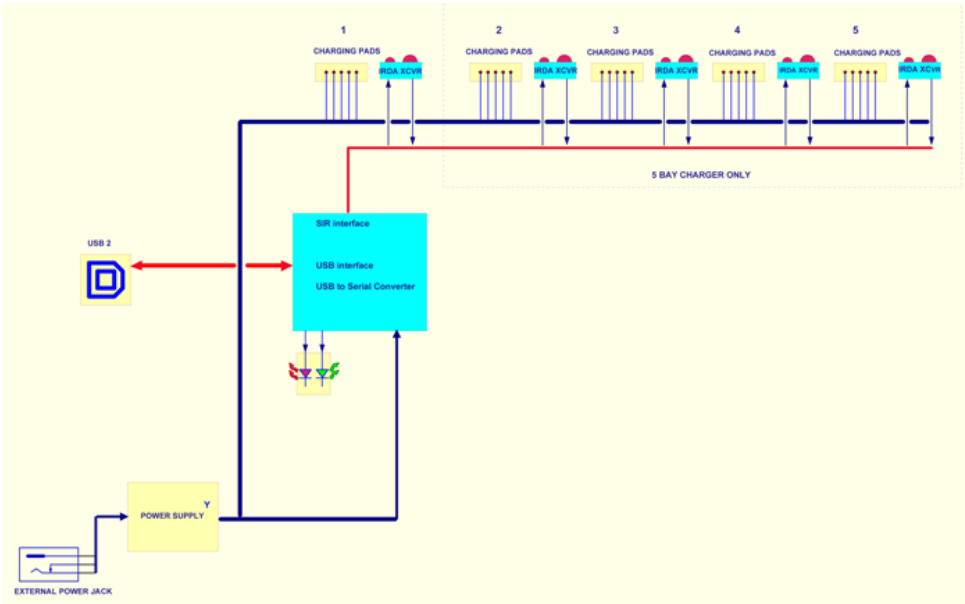 1
2
3
4
5
CHARGING PADS
CHARGING PADS
CHARGING PADS
CHARGING PADS
CHARGING PADS
IRDA XCVR
IRDA XCVR
IRDA XCVR
IRDA XCVR
IRDA XCVR
5 BAY CHARGER ONLY
SIR interface
USB 2
USB interface
USB to Serial Converter
Y
POWER SUPPLY
EXTERNAL POWER JACK